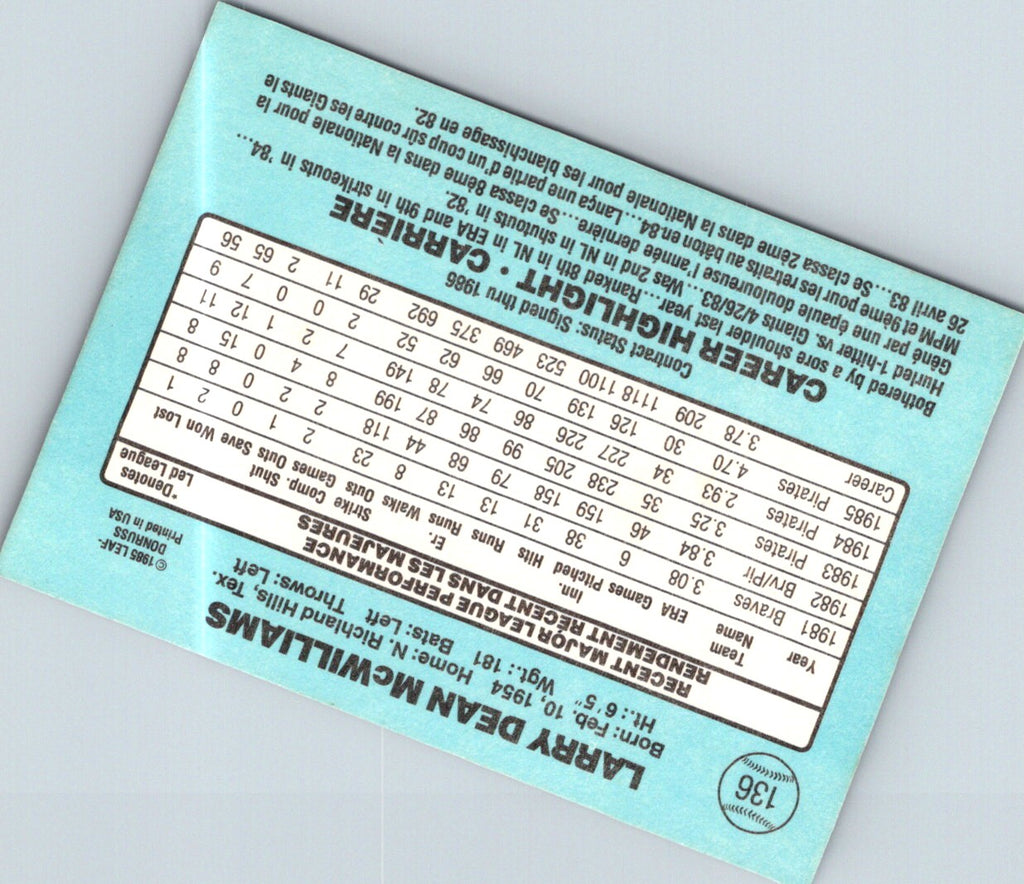 136
LARRY DEAN McWILLIAMS
Born: Feb. 10, 1954 Home: N. Richland Hills, Tex.
Ht.: 6' 5" Wgt.: 181 Bats: Left Throws: Left
© 1985 LEAF-
DONRUSS
Printed in USA
RECENT MAJOR LEAGUE PERFORMANCE
RENDEMENT RÉCENT DANS LES MAJEURES
*Denotes
Led League
Year Team Name ERA Games Inn. Pitched Hits Runs Er. Runs Walks Strike Outs Comp. Games Shut Outs Save Won Lost
1981 Braves 3.08 6 38 31 13 13 8 23 2 1 0 2 1
1982 Brv/Pir 3.84 46 159 158 79 68 44 118 2 2 8 8
1983 Pirates 3.25 35 238 205 99 86 87 199 8 4 0 15 8
1984 Pirates 2.93 34 227 226 86 74 78 149 7 2 1 12 11
1985 Pirates 4.70 30 126 139 70 66 62 52 2 0 0 7 9
Career 3.78 209 1118 1100 523 469 375 692 29 11 2 65 56
Contract Status: Signed thru 1986
CAREER HIGHLIGHT • CARRIÈRE
Bothered by a sore shoulder last year... Ranked 8th in NL in ERA and 9th in strikeouts in '84...
Hurled 1-hitter vs. Giants 4/26/83... Was 2nd in NL in shutouts in '82.
Gêné par une épaule douloureuse l'année dernière... Se classa 8ème dans la Nationale pour la
MPM et 9ème pour les retraits au bâton en 84... Lança une partie d'un coup sûr contre les Giants le
26 avril 83... Se classa 2ème dans la Nationale pour les blanchissage en 82.